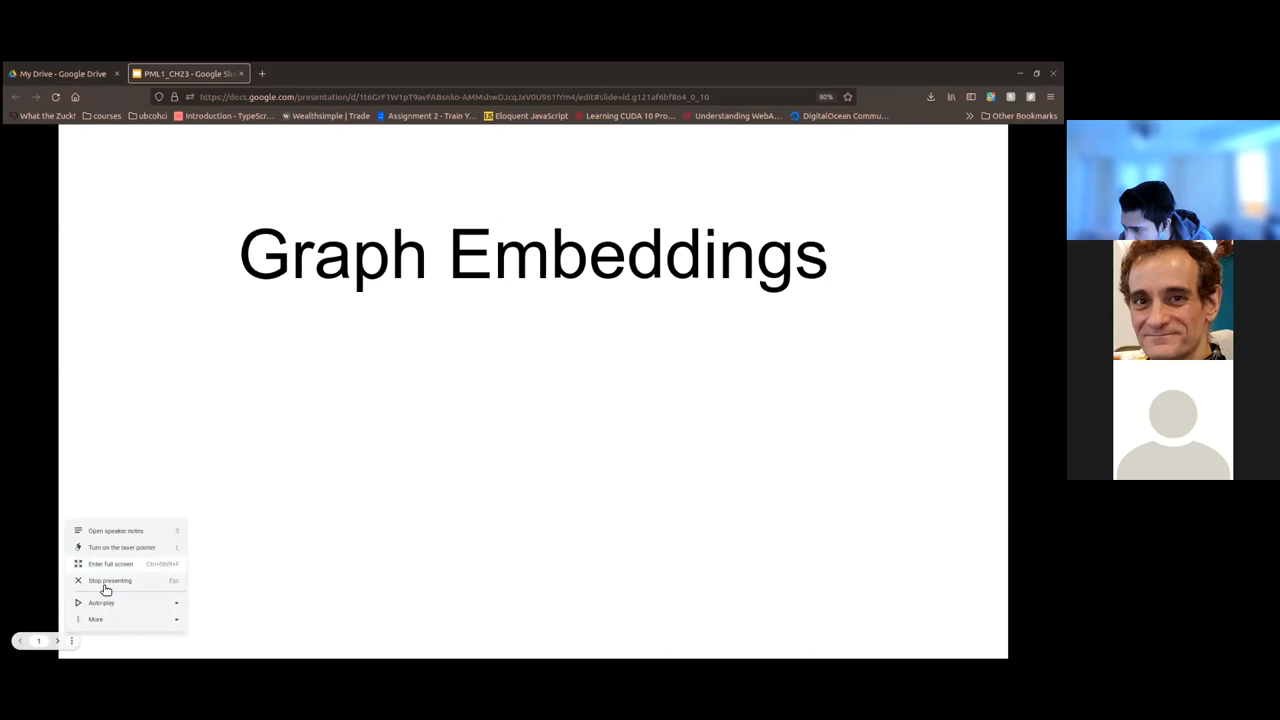 My Drive - Google Drive
PML1_CH23 - Google Sli
80%
What the Zuck!
courses
ubcohci
Introduction - TypeScr...
Wealthsimple | Trade
Assignment 2 - Train Y...
Eloquent JavaScript
Learning CUDA 10 Pro...
Understanding WebA...
DigitalOcean Commu...
Other Bookmarks
Graph Embeddings
Open speaker notes S
Turn on the laser pointer L
Enter full screen Ctrl+Shift+F
Stop presenting Esc
Auto-play
More
1